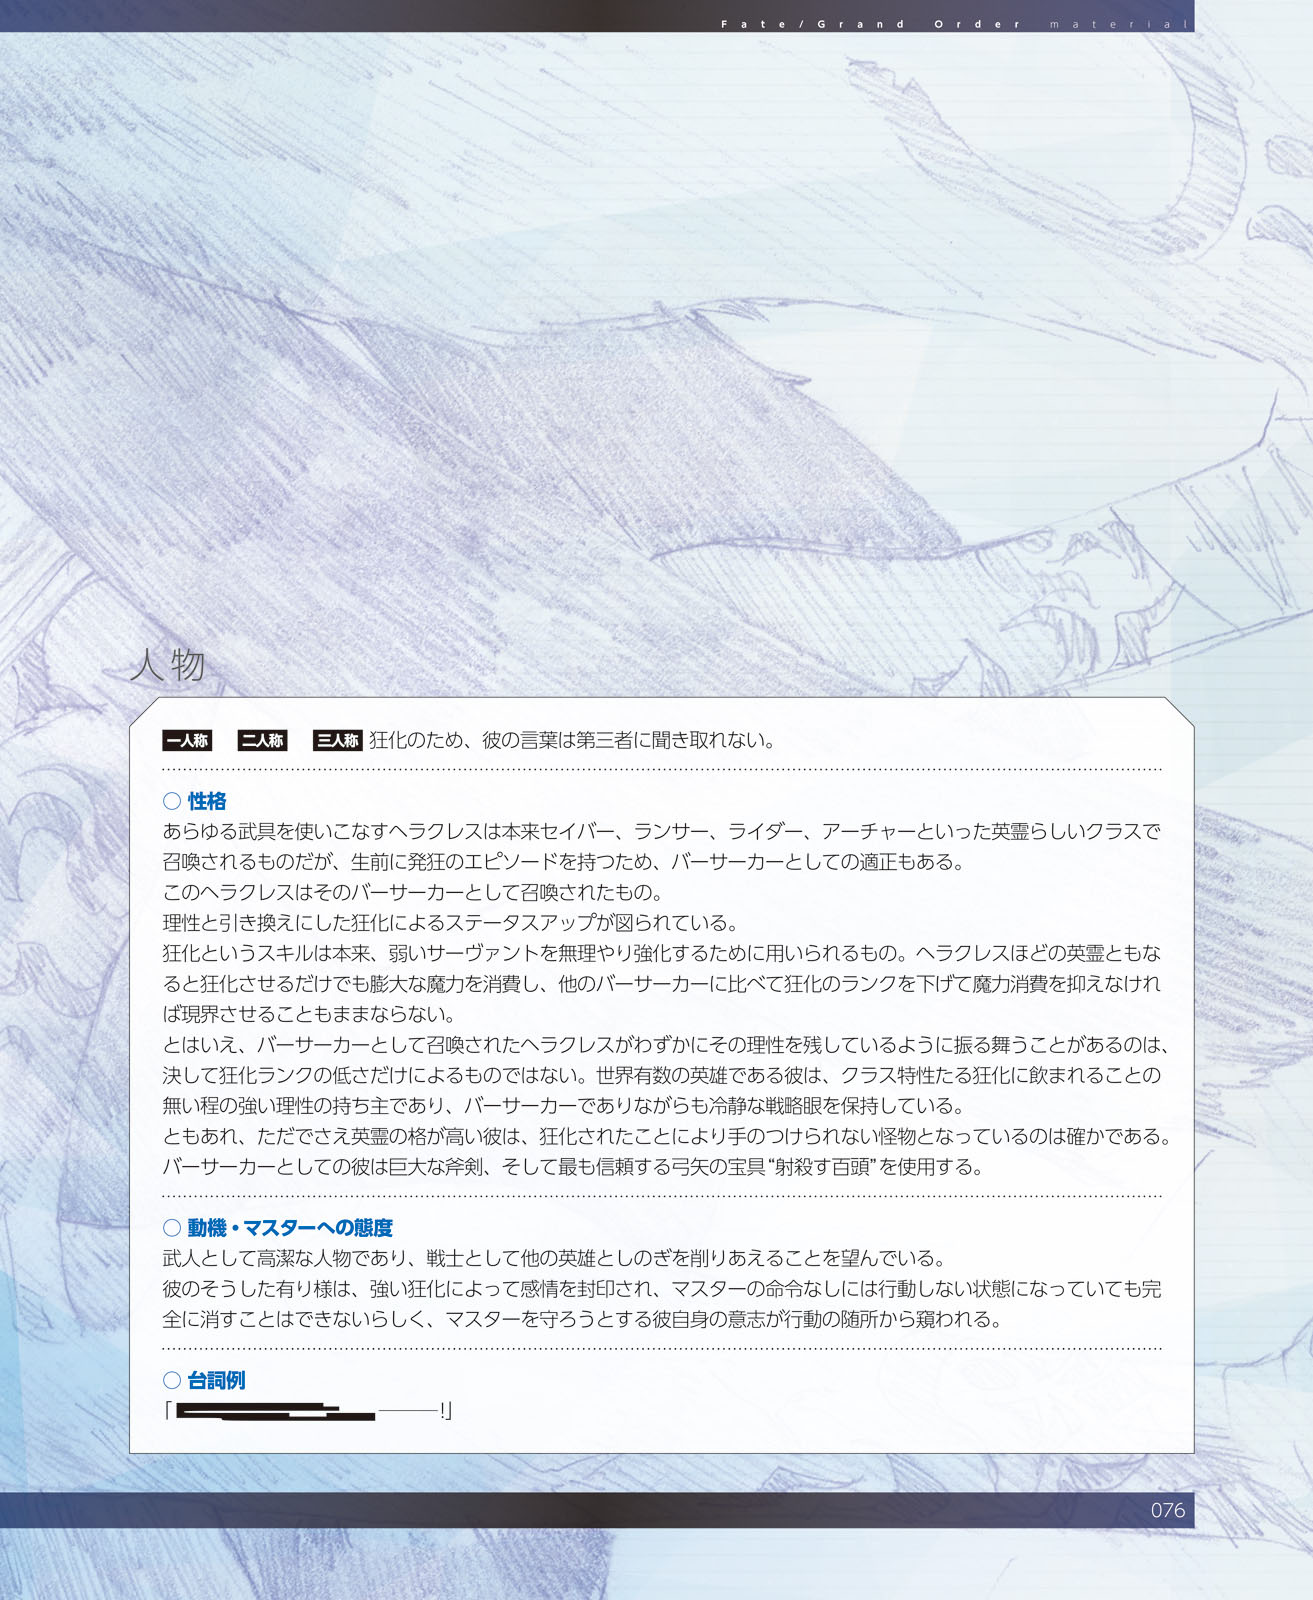 Fate/Grand Order material
人物
一人称 二人称 三人称 狂化のため、彼の言葉は第三者に聞き取れない。
○ 性格
あらゆる武具を使いこなすヘラクレスは本来セイバー、ランサー、ライダー、アーチャーといった英霊らしいクラスで
召喚されるものだが、生前に発狂のエピソードを持つため、バーサーカーとしての適正もある。
このヘラクレスはそのバーサーカーとして召喚されたもの。
理性と引き換えにした狂化によるステータスアップが図られている。
狂化というスキルは本来、弱いサーヴァントを無理やり強化するために用いられるもの。ヘラクレスほどの英霊ともな
ると狂化させるだけでも膨大な魔力を消費し、他のバーサーカーに比べて狂化のランクを下げて魔力消費を抑えなけれ
ば現界させることもままならない。
とはいえ、バーサーカーとして召喚されたヘラクレスがわずかにその理性を残しているように振る舞うことがあるのは、
決して狂化ランクの低さだけによるものではない。世界有数の英雄である彼は、クラス特性たる狂化に飲まれることの
無い程の強い理性の持ち主であり、バーサーカーでありながらも冷静な戦略眼を保持している。
ともあれ、ただでさえ英霊の格が高い彼は、狂化されたことにより手のつけられない怪物となっているのは確かである。
バーサーカーとしての彼は巨大な斧剣、そして最も信頼する弓矢の宝具“射殺す百頭”を使用する。
○ 動機・マスターへの態度
武人として高潔な人物であり、戦士として他の英雄としのぎを削りあえることを望んでいる。
彼のそうした有り様は、強い狂化によって感情を封印され、マスターの命令なしには行動しない状態になっていても完
全に消すことはできないらしく、マスターを守ろうとする彼自身の意志が行動の随所から窺われる。
○ 台詞例
「―――!」
076